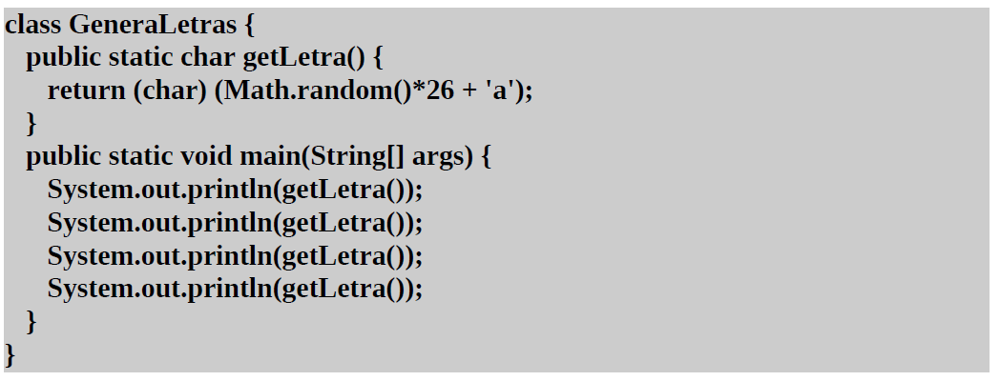 class GeneraLetras {
public static char getLetra() {
return (char) (Math.random()*26 + 'a');
}
public static void main(String[] args) {
System.out.println(getLetra());
System.out.println(getLetra());
System.out.println(getLetra());
System.out.println(getLetra());
}
}